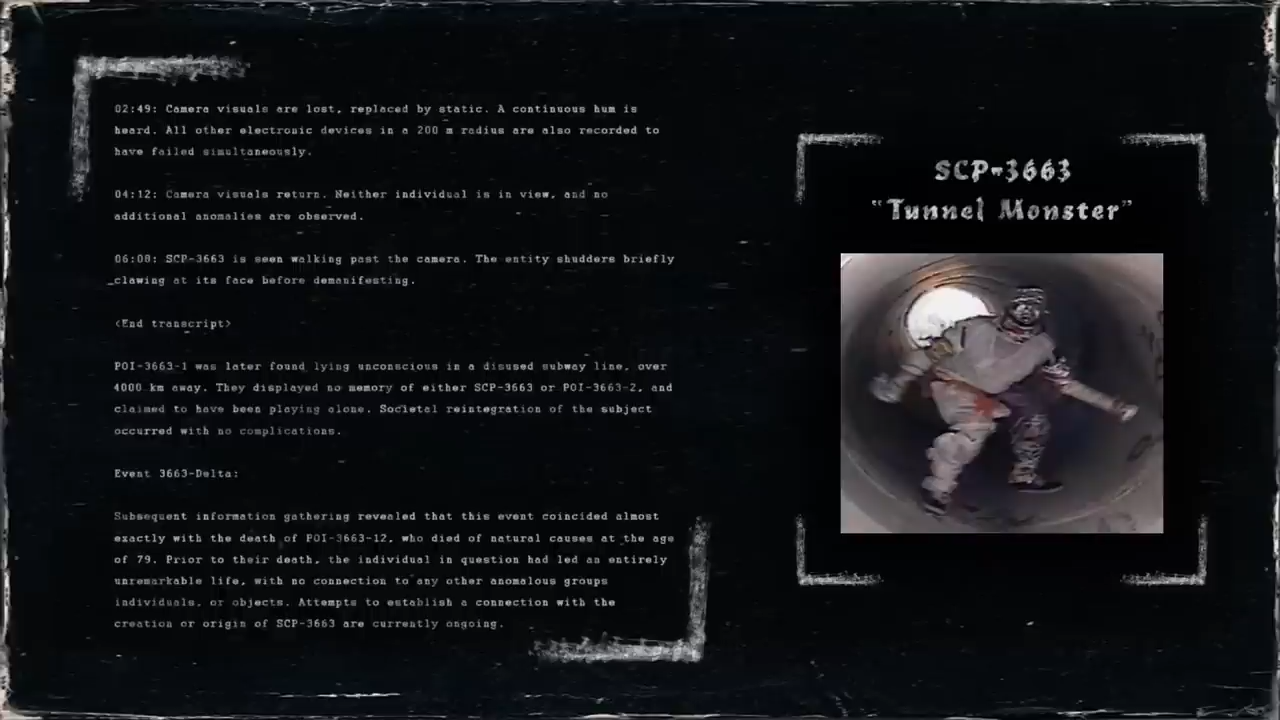 02:49: Camera visuals are lost, replaced by static. A continuous hum is
heard. All other electronic devices in a 200 m radius are also recorded to
have failed simultaneously.
04:12: Camera visuals return. Neither individual is in view, and no
additional anomalies are observed.
06:00: SCP-3663 is seen walking past the camera. The entity shudders briefly
clawing at its face before demanifesting.
<End transcript>
POI-3663-1 was later found lying unconscious in a disused subway line, over
4000 km away. They displayed no memory of either SCP-3663 or POI-3663-2, and
claimed to have been playing alone. Societal reintegration of the subject
occurred with no complications.
Event 3663-Delta:
Subsequent information gathering revealed that this event coincided almost
exactly with the death of POI-3663-12, who died of natural causes at the age
of 79. Prior to their death, the individual in question had led an entirely
unremarkable life, with no connection to any other anomalous groups
individuals, or objects. Attempts to establish a connection with the
creation or origin of SCP-3663 are currently ongoing.
SCP-3663
"Tunnel Monster"